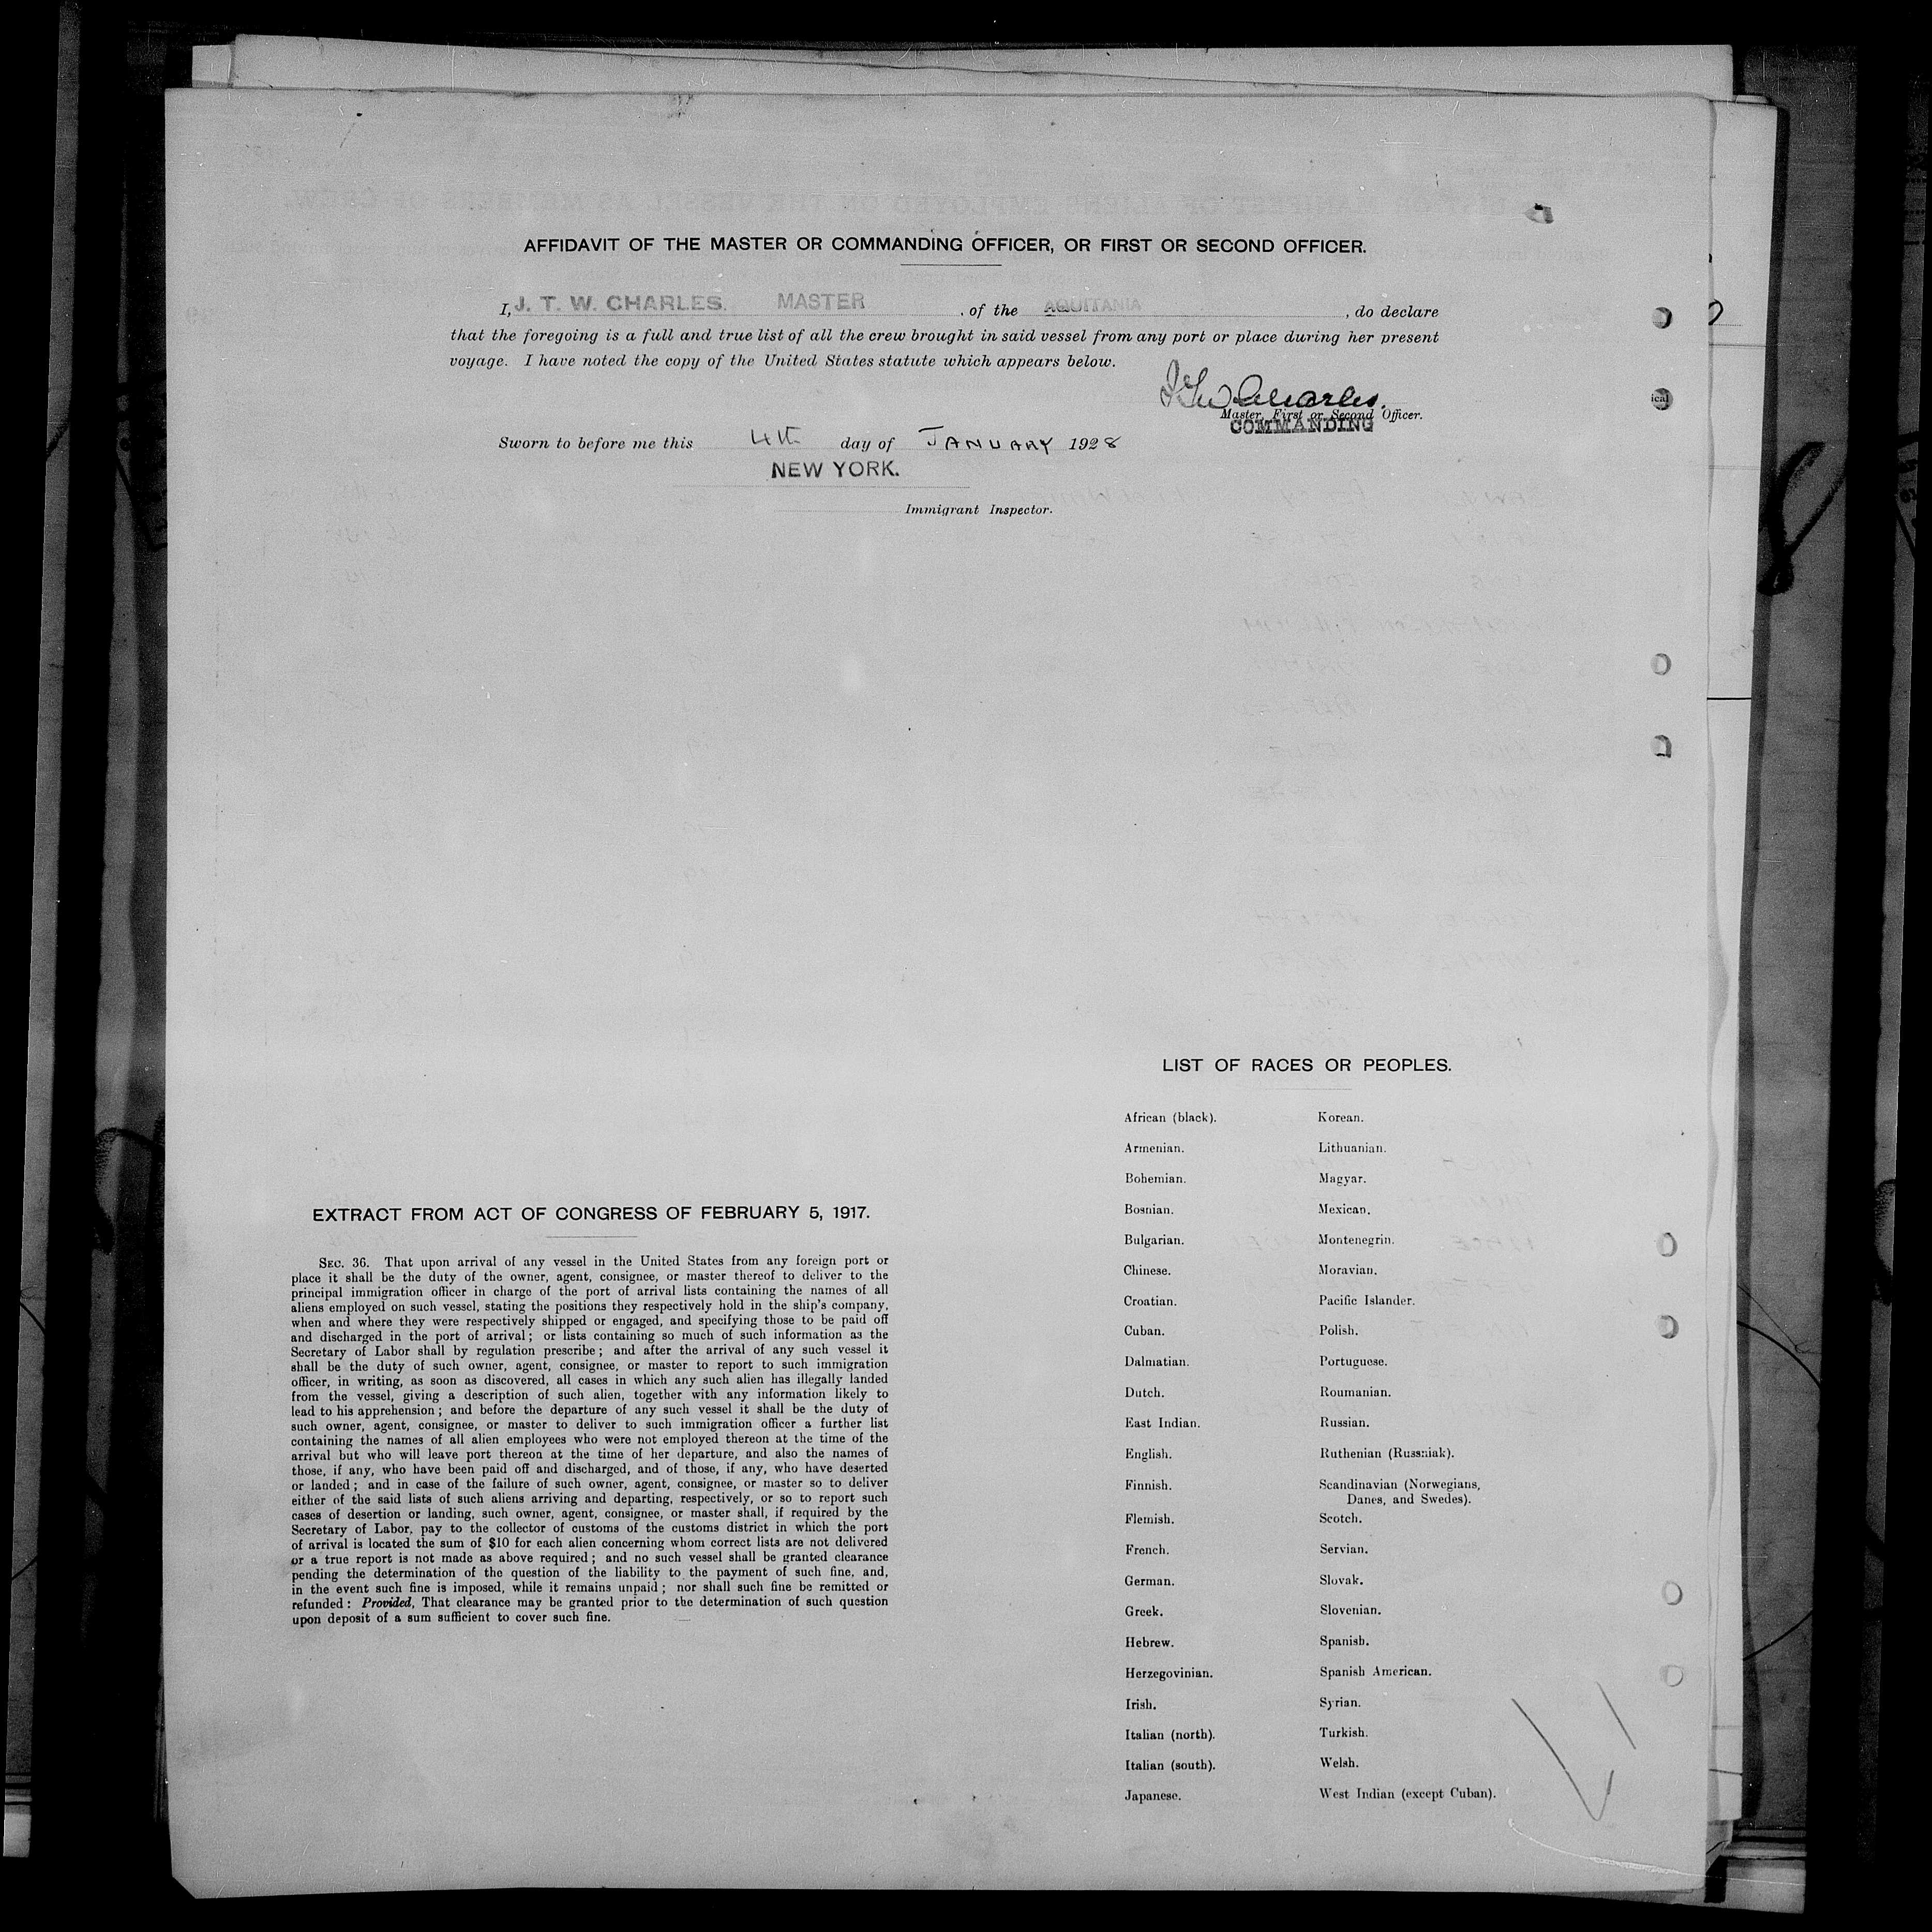 AFFIDAVIT OF THE MASTER OR COMMANDING OFFICER, OR FIRST OR SECOND OFFICER.
I, J. T. W. CHARLES. MASTER , of the AQUITANIA , do declare
that the foregoing is a full and true list of all the crew brought in said vessel from any port or place during her present
voyage. I have noted the copy of the United States statute which appears below.
JTW Charles.
Master, First or Second Officer.
COMMANDING
Sworn to before me this 4th day of JANUARY 1928
NEW YORK.
Immigrant Inspector.
ical
LIST OF RACES OR PEOPLES.
African (black). Korean.
Armenian. Lithuanian.
Bohemian. Magyar.
Bosnian. Mexican.
Bulgarian. Montenegrin.
Chinese. Moravian.
Croatian. Pacific Islander.
Cuban. Polish.
Dalmatian. Portuguese.
Dutch. Roumanian.
East Indian. Russian.
English. Ruthenian (Russniak).
Finnish. Scandinavian (Norwegians,
Danes, and Swedes).
Flemish. Scotch.
French. Servian.
German. Slovak.
Greek. Slovenian.
Hebrew. Spanish.
Herzegovinian. Spanish American.
Irish. Syrian.
Italian (north). Turkish.
Italian (south). Welsh.
Japanese. West Indian (except Cuban).
EXTRACT FROM ACT OF CONGRESS OF FEBRUARY 5, 1917.
SEC. 36. That upon arrival of any vessel in the United States from any foreign port or
place it shall be the duty of the owner, agent, consignee, or master thereof to deliver to the
principal immigration officer in charge of the port of arrival lists containing the names of all
aliens employed on such vessel, stating the positions they respectively hold in the ship's company,
when and where they were respectively shipped or engaged, and specifying those to be paid off
and discharged in the port of arrival; or lists containing so much of such information as the
Secretary of Labor shall by regulation prescribe; and after the arrival of any such vessel it
shall be the duty of such owner, agent, consignee, or master to report to such immigration
officer, in writing, as soon as discovered, all cases in which any such alien has illegally landed
from the vessel, giving a description of such alien, together with any information likely to
lead to his apprehension; and before the departure of any such vessel it shall be the duty of
such owner, agent, consignee, or master to deliver to such immigration officer a further list
containing the names of all alien employees who were not employed thereon at the time of the
arrival but who will leave port thereon at the time of her departure, and also the names of
those, if any, who have been paid off and discharged, and of those, if any, who have deserted
or landed; and in case of the failure of such owner, agent, consignee, or master so to deliver
either of the said lists of such aliens arriving and departing, respectively, or so to report such
cases of desertion or landing, such owner, agent, consignee, or master shall, if required by the
Secretary of Labor, pay to the collector of customs of the customs district in which the port
of arrival is located the sum of $10 for each alien concerning whom correct lists are not delivered
or a true report is not made as above required; and no such vessel shall be granted clearance
pending the determination of the question of the liability to the payment of such fine, and,
in the event such fine is imposed, while it remains unpaid; nor shall such fine be remitted or
refunded: Provided, That clearance may be granted prior to the determination of such question
upon deposit of a sum sufficient to cover such fine.